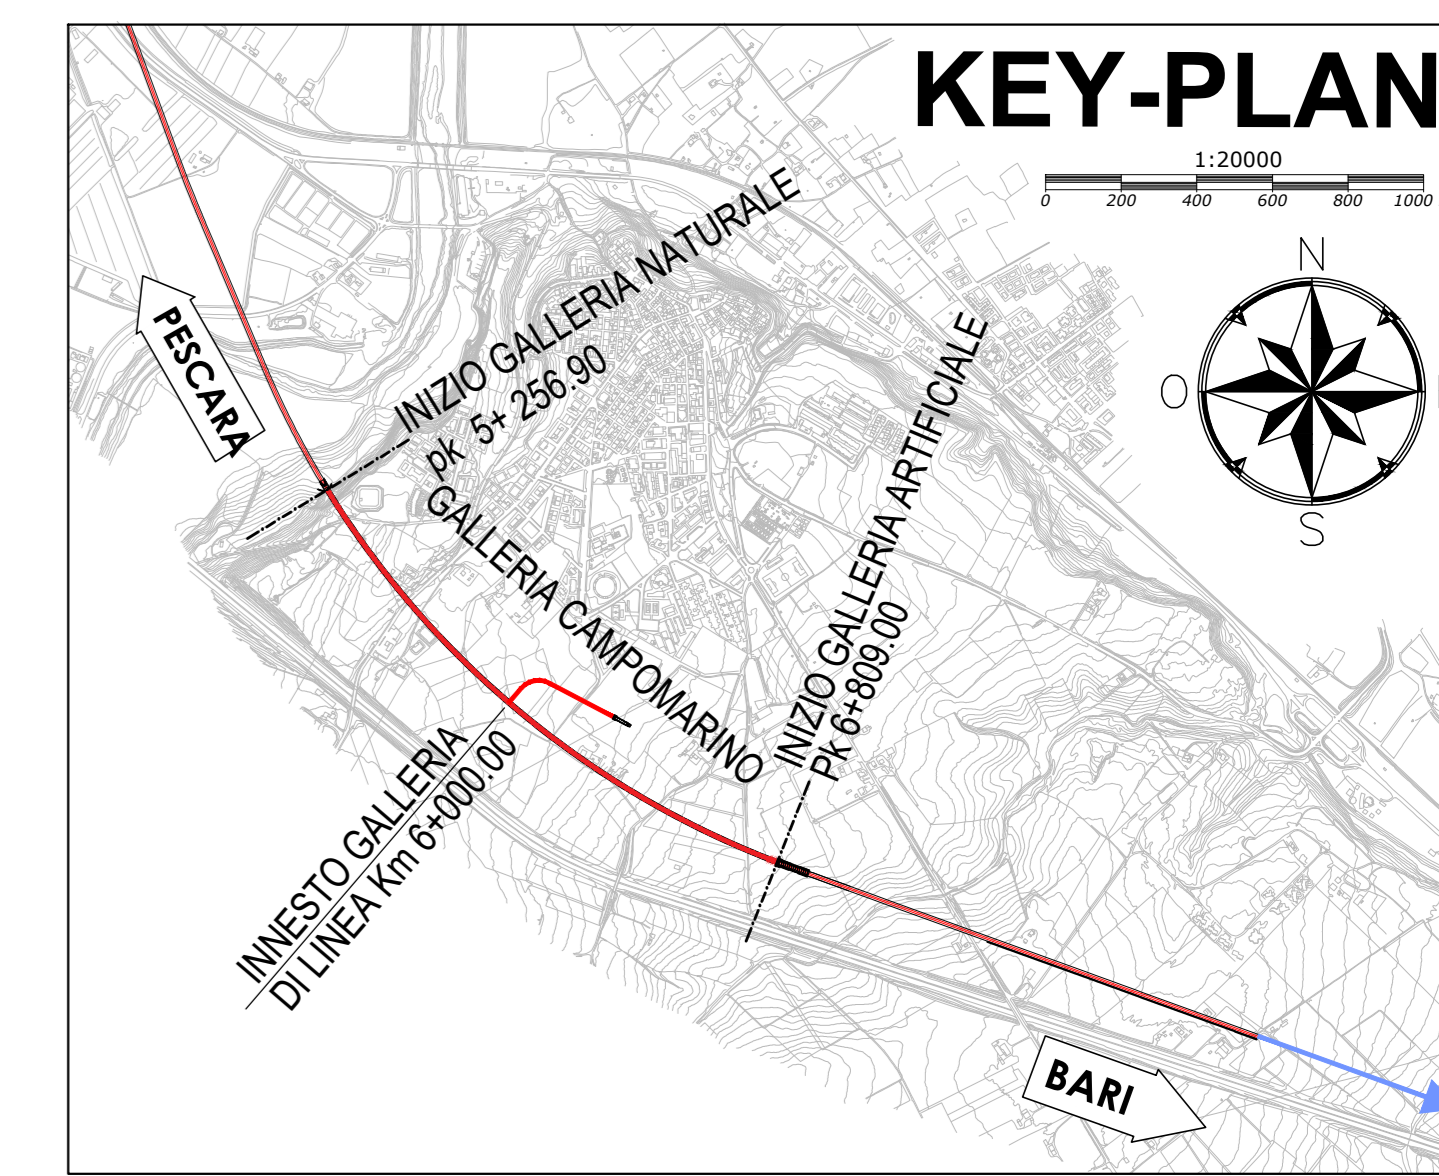 KEY-PLAN
1:20000
0 200 400 600 800 1000
N
O
S
PESCARA
INIZIO GALLERIA NATURALE
pk 5+ 256.90
GALLERIA CAMPOMARINO
INIZIO GALLERIA ARTIFICIALE
Pk 6+809.00
INNESTO GALLERIA
DI LINEA Km 6+000.00
BARI